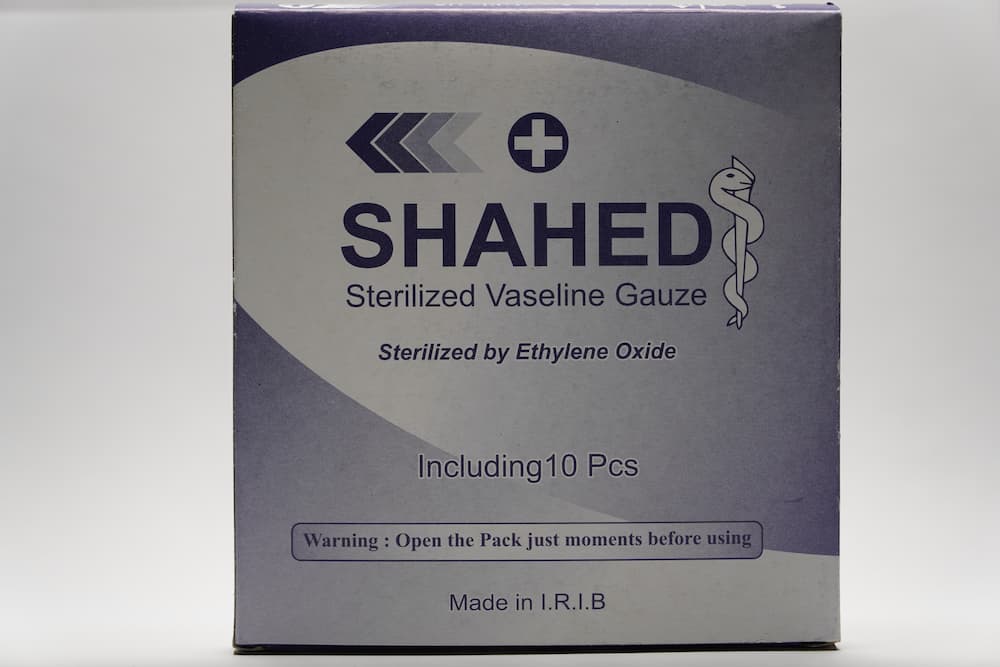 SHAHED
Sterilized Vaseline Gauze
Sterilized by Ethylene Oxide
Including10 Pcs
Warning : Open the Pack just moments before using
Made in I.R.I.B